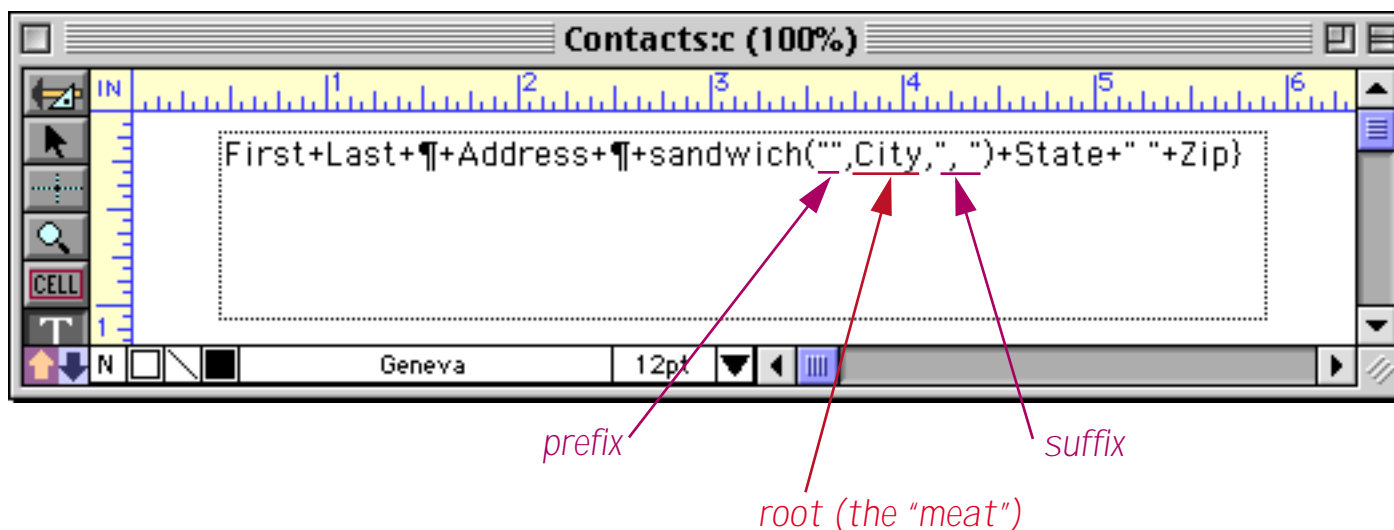 Contacts:c (100%)
IN 1 2 3 4 5 6
First+Last+¶+Address+¶+sandwich("",City,", ")+State+" "+Zip}
CELL
T 1
N Geneva 12pt
prefix suffix
root (the “meat”)